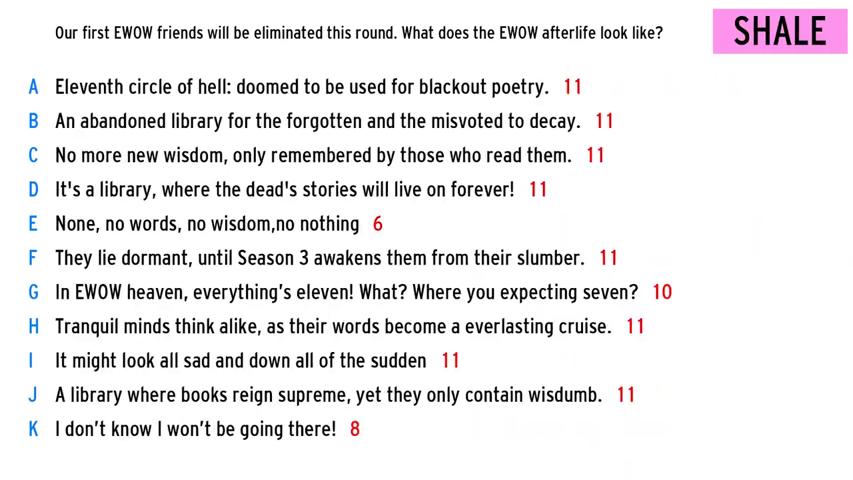 Our first EWOW friends will be eliminated this round. What does the EWOW afterlife look like?
SHALE
A Eleventh circle of hell: doomed to be used for blackout poetry. 11
B An abandoned library for the forgotten and the misvoted to decay. 11
C No more new wisdom, only remembered by those who read them. 11
D It's a library, where the dead's stories will live on forever! 11
E None, no words, no wisdom,no nothing 6
F They lie dormant, until Season 3 awakens them from their slumber. 11
G In EWOW heaven, everything’s eleven! What? Where you expecting seven? 10
H Tranquil minds think alike, as their words become a everlasting cruise. 11
I It might look all sad and down all of the sudden 11
J A library where books reign supreme, yet they only contain wisdumb. 11
K I don’t know I won’t be going there! 8